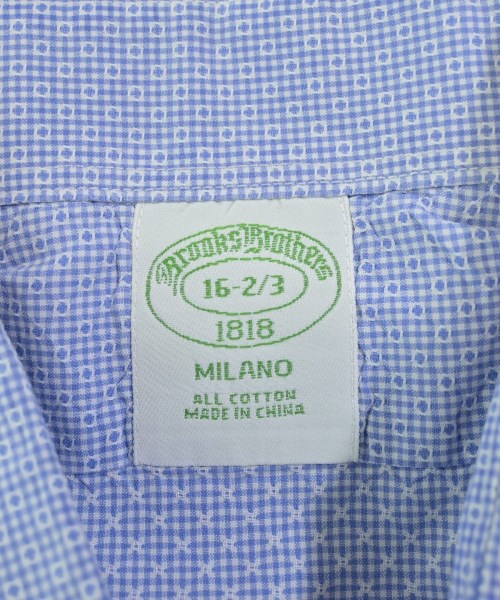 Brooks Brothers
16-2/3
1818
MILANO
ALL COTTON
MADE IN CHINA